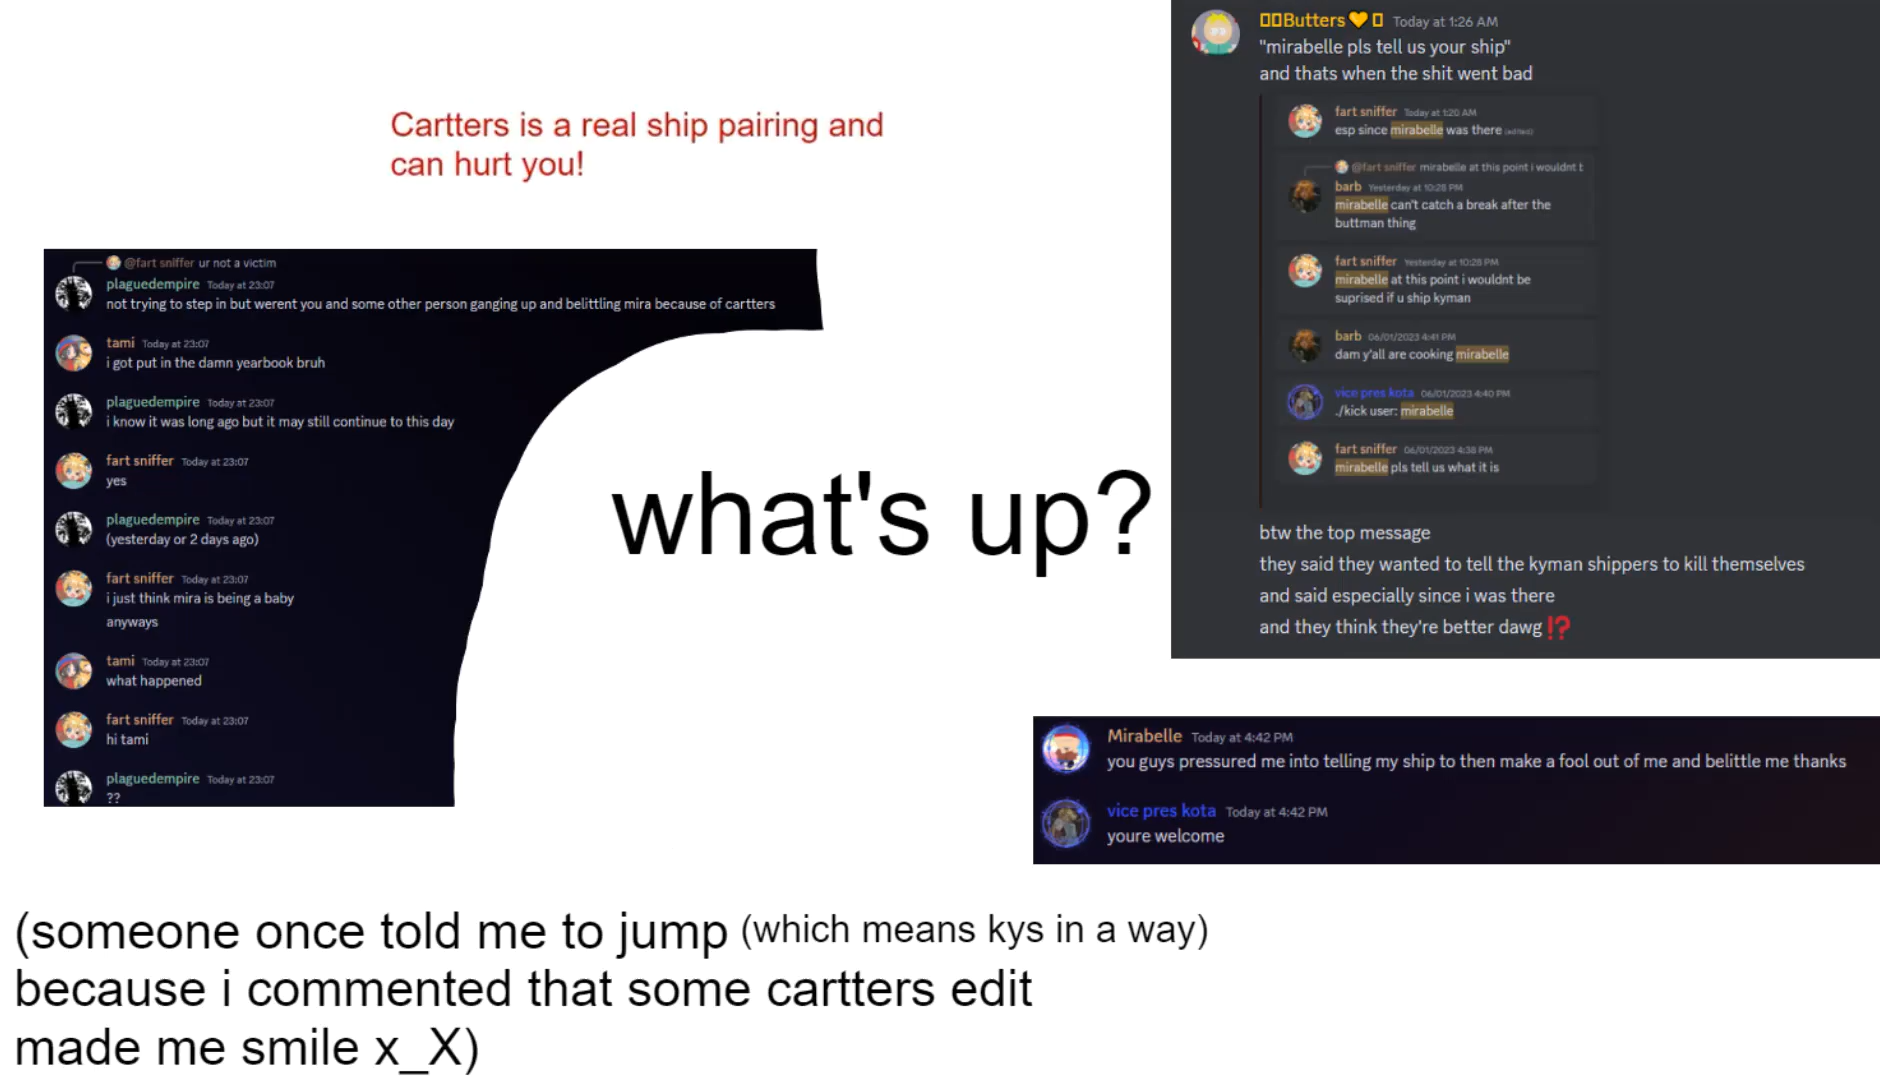 Cartters is a real ship pairing and
can hurt you!
@fart sniffer ur not a victim
plaguedempire Today at 23:07
not trying to step in but werent you and some other person ganging up and belittling mira because of cartters
tami Today at 23:07
i got put in the damn yearbook bruh
plaguedempire Today at 23:07
i know it was long ago but it may still continue to this day
fart sniffer Today at 23:07
yes
plaguedempire Today at 23:07
(yesterday or 2 days ago)
fart sniffer Today at 23:07
i just think mira is being a baby
anyways
tami Today at 23:07
what happened
fart sniffer Today at 23:07
hi tami
plaguedempire Today at 23:07
??
what's up?
Butters🧡 Today at 1:26 AM
"mirabelle pls tell us your ship"
and thats when the shit went bad
fart sniffer Today at 1:20 AM
esp since mirabelle was there (edited)
@fart sniffer mirabelle at this point i wouldnt t
barb Yesterday at 10:28 PM
mirabelle can't catch a break after the
buttman thing
fart sniffer Yesterday at 10:28 PM
mirabelle at this point i wouldnt be
suprised if u ship kyman
barb 06/01/2023 4:41 PM
dam y'all are cooking mirabelle
vice pres kota 06/01/2023 4:40 PM
./kick user: mirabelle
fart sniffer 06/01/2023 4:38 PM
mirabelle pls tell us what it is
btw the top message
they said they wanted to tell the kyman shippers to kill themselves
and said especially since i was there
and they think they're better dawg ⁉
Mirabelle Today at 4:42 PM
you guys pressured me into telling my ship to then make a fool out of me and belittle me thanks
vice pres kota Today at 4:42 PM
youre welcome
(someone once told me to jump (which means kys in a way)
because i commented that some cartters edit
made me smile x_X)